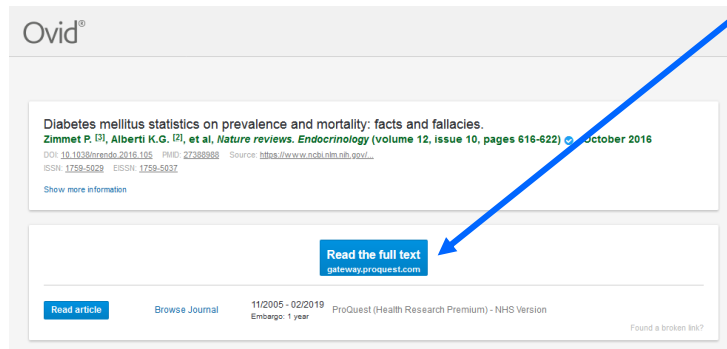 Ovid®
Diabetes mellitus statistics on prevalence and mortality: facts and fallacies.
Zimmet P. [3], Alberti K.G. [2], et al, Nature reviews. Endocrinology (volume 12, issue 10, pages 616-622) October 2016
DOI: 10.1038/nrendo.2016.105 PMID: 27388988 Source: https://www.ncbi.nlm.nih.gov/...
ISSN: 1759-5029 EISSN: 1759-5037
Show more information
Read the full text
gateway.proquest.com
Read article Browse Journal 11/2005 - 02/2019 ProQuest (Health Research Premium) - NHS Version
Embargo: 1 year
Found a broken link?